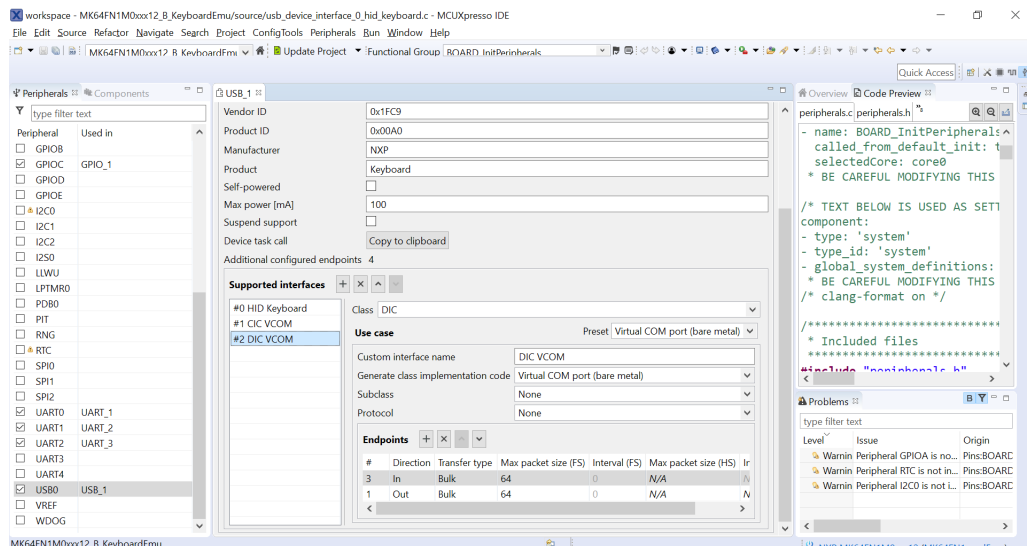 workspace - MK64FN1M0xxx12_B_KeyboardEmu/source/usb_device_interface_0_hid_keyboard.c - MCUXpresso IDE
File Edit Source Refactor Navigate Search Project ConfigTools Peripherals Run Window Help
MK64FN1M0xxx12_B_KeyboardEmu Update Project Functional Group BOARD_InitPeripherals
Quick Access
Peripherals Components
type filter text
Peripheral Used in
GPIOB
GPIOC GPIO_1
GPIOD
GPIOE
I2C0
I2C1
I2C2
I2S0
LLWU
LPTMR0
PDB0
PIT
RNG
RTC
SPI0
SPI1
SPI2
UART0 UART_1
UART1 UART_2
UART2 UART_3
UART3
UART4
USB0 USB_1
VREF
WDOG
USB_1
Vendor ID 0x1FC9
Product ID 0x00A0
Manufacturer NXP
Product Keyboard
Self-powered
Max power [mA] 100
Suspend support
Device task call Copy to clipboard
Additional configured endpoints 4
Supported interfaces
#0 HID Keyboard
#1 CIC VCOM
#2 DIC VCOM
Class DIC
Use case Preset Virtual COM port (bare metal)
Custom interface name DIC VCOM
Generate class implementation code Virtual COM port (bare metal)
Subclass None
Protocol None
Endpoints
# Direction Transfer type Max packet size (FS) Interval (FS) Max packet size (HS) Ir
3 In Bulk 64 0 N/A N
1 Out Bulk 64 0 N/A N
Overview Code Preview
peripherals.c peripherals.h
- name: BOARD_InitPeripherals
called_from_default_init: t
selectedCore: core0
* BE CAREFUL MODIFYING THIS
/* TEXT BELOW IS USED AS SETT
component:
- type: 'system'
- type_id: 'system'
- global_system_definitions:
* BE CAREFUL MODIFYING THIS
/* clang-format on */
/****************************
* Included files
****************************
#include "peripherals.h"
Problems
type filter text
Level Issue Origin
Warnin Peripheral GPIOA is no... Pins:BOARD
Warnin Peripheral RTC is not in... Pins:BOARD
Warnin Peripheral I2C0 is not i... Pins:BOARD
MK64FN1M0xxx12_B_KeyboardEmu